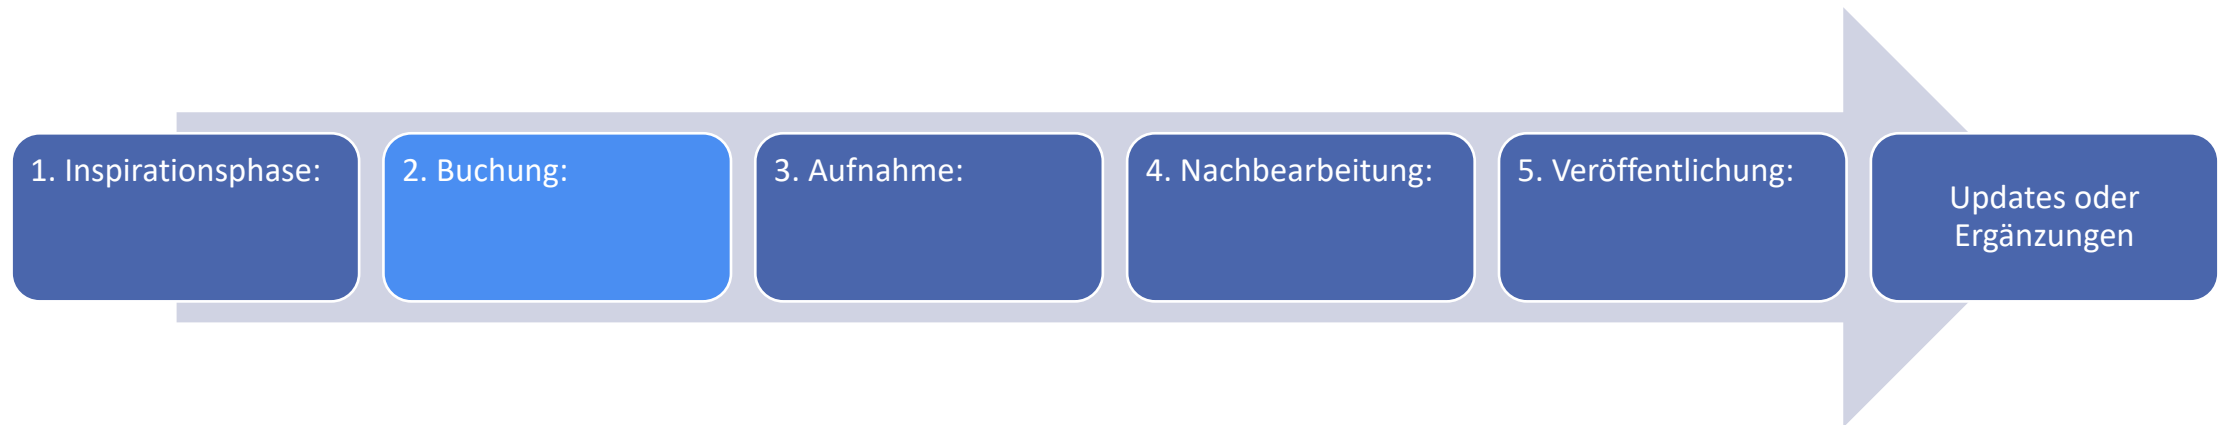 1. Inspirationsphase:
2. Buchung:
3. Aufnahme:
4. Nachbearbeitung:
5. Veröffentlichung:
Updates oder
Ergänzungen